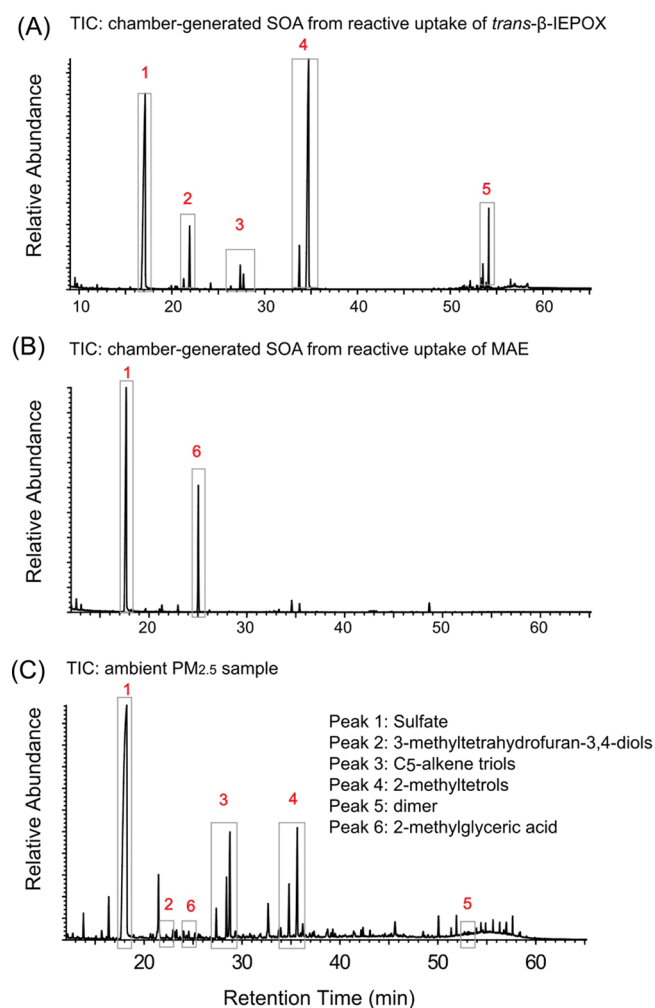 (A) TIC: chamber-generated SOA from reactive uptake of trans-β-IEPOX
4
1
2
3
5
Relative Abundance
10 20 30 40 50 60
(B) TIC: chamber-generated SOA from reactive uptake of MAE
1
6
Relative Abundance
20 30 40 50 60
(C) TIC: ambient PM2.5 sample
1
Peak 1: Sulfate
Peak 2: 3-methyltetrahydrofuran-3,4-diols
Peak 3: C5-alkene triols
Peak 4: 2-methyltetrols
Peak 5: dimer
Peak 6: 2-methylglyceric acid
3 4
2 6 5
Relative Abundance
20 30 40 50 60
Retention Time (min)